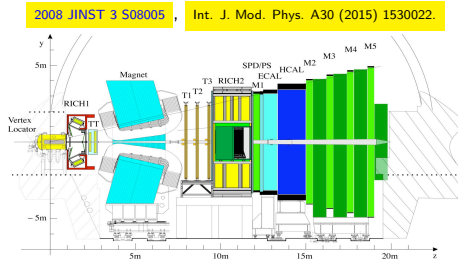 2008 JINST 3 S08005 , Int. J. Mod. Phys. A30 (2015) 1530022.
y
5m
Magnet
SPD/PS
ECAL
HCAL
M1
M2
M3
M4
M5
T1
T2
T3
RICH2
RICH1
TT
Vertex
Locator
− 5m
5m
10m
15m
20m
z